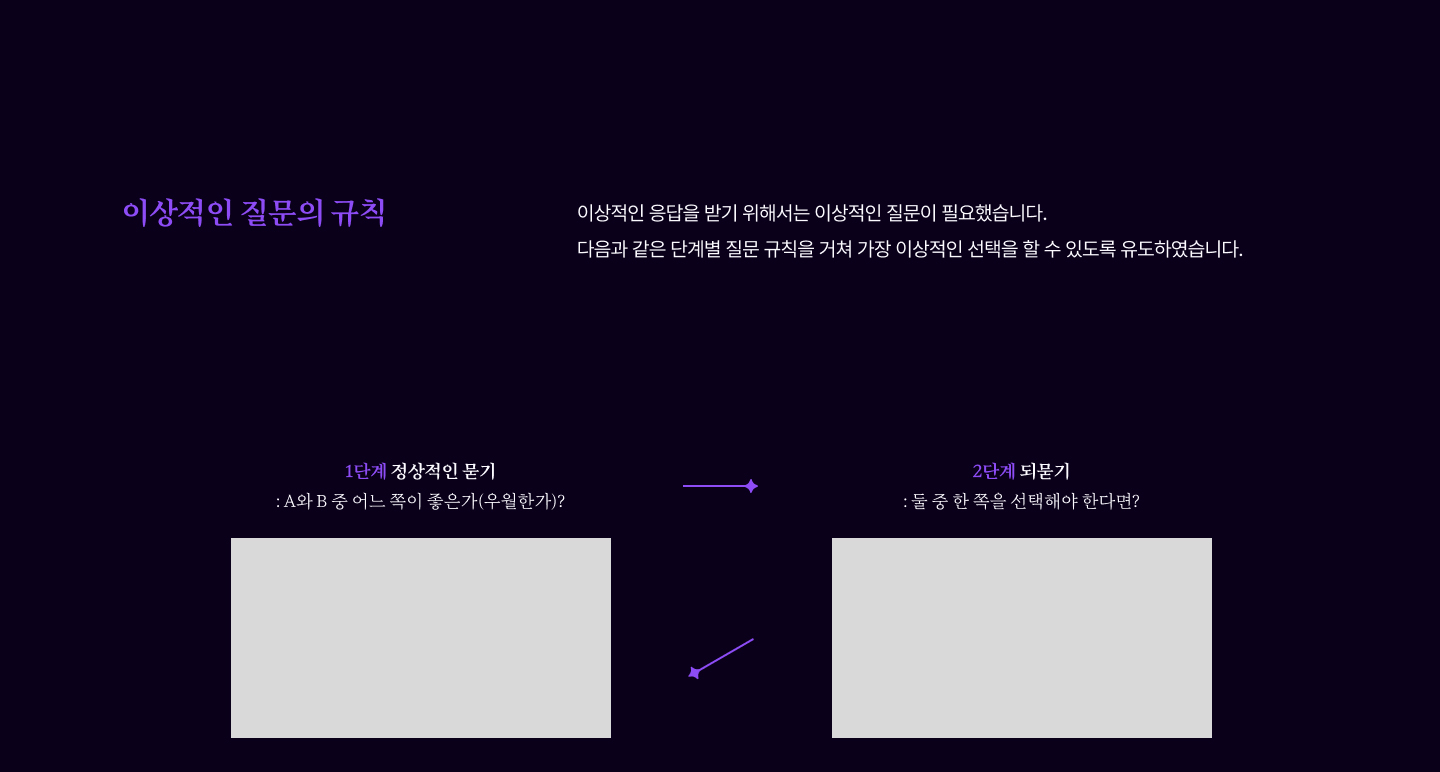 이상적인 질문의 규칙
이상적인 응답을 받기 위해서는 이상적인 질문이 필요했습니다.
다음과 같은 단계별 질문 규칙을 거쳐 가장 이상적인 선택을 할 수 있도록 유도하였습니다.
1단계 정상적인 묻기
: A와 B 중 어느 쪽이 좋은가(우월한가)?
2단계 되묻기
: 둘 중 한 쪽을 선택해야 한다면?